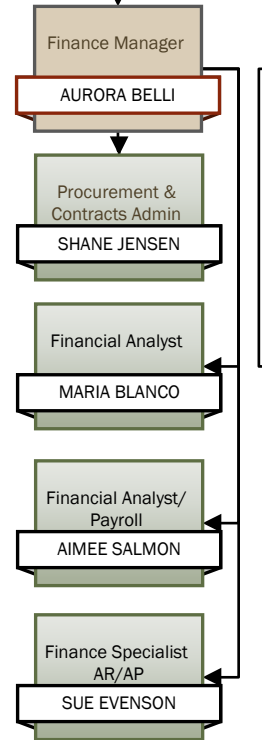 Finance Manager
AURORA BELLI
Procurement &
Contracts Admin
SHANE JENSEN
Financial Analyst
MARIA BLANCO
Financial Analyst/
Payroll
AIMEE SALMON
Finance Specialist
AR/AP
SUE EVENSON